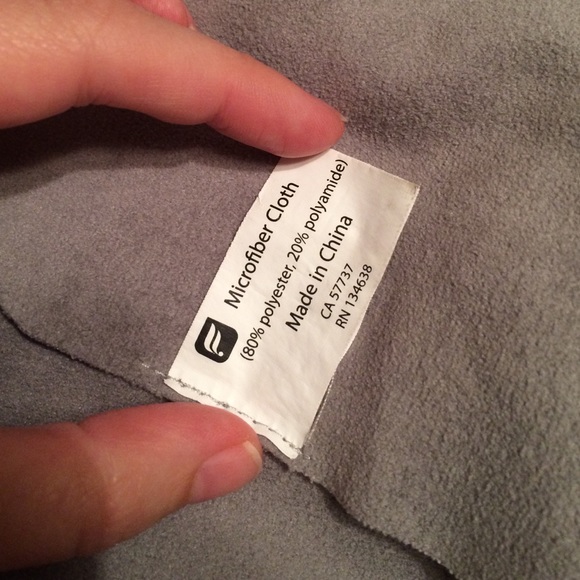 Microfiber Cloth
(80% polyester, 20% polyamide)
Made in China
CA 57737
RN 134638